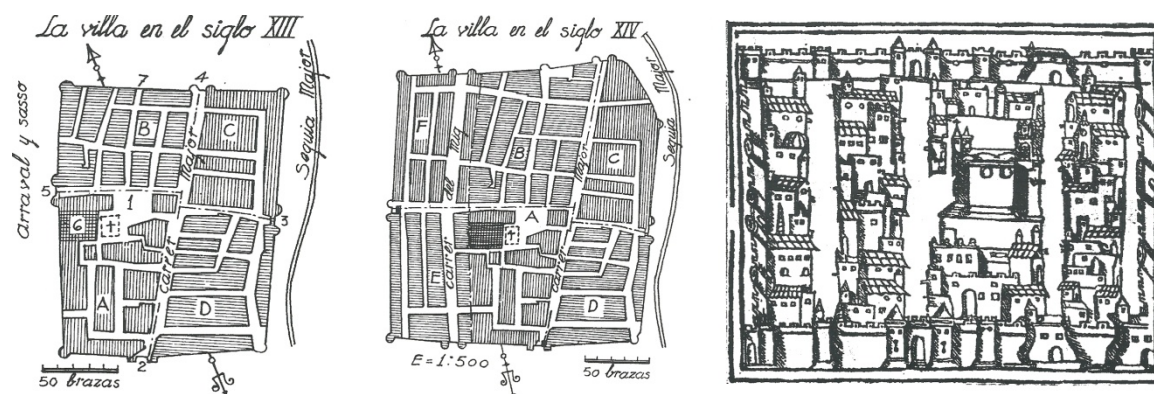 La villa en el siglo XIII
arraval y sasso
7
4
B
C
Major
5
1
6
3
carrer
A
D
2
50 brazas
Sequia Major
La villa en el siglo XIV
F
Mig
B
C
major
del
A
carrer
E
carrer
D
E=1:500
50 brazas
Sequia Major